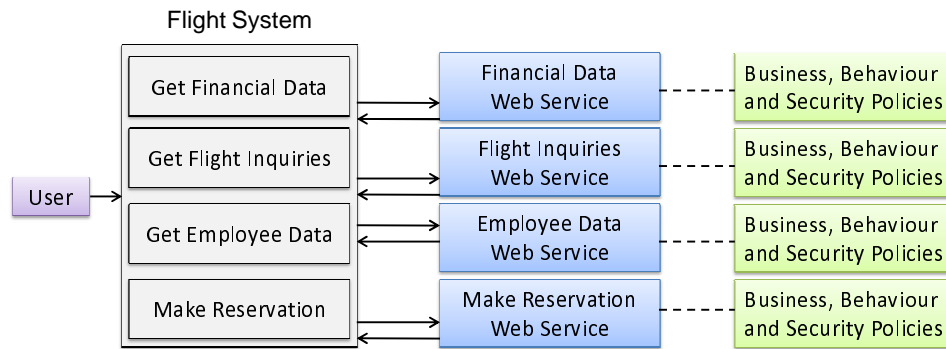 Flight System
User
Get Financial Data
Get Flight Inquiries
Get Employee Data
Make Reservation
Financial Data
Web Service
Flight Inquiries
Web Service
Employee Data
Web Service
Make Reservation
Web Service
Business, Behaviour
and Security Policies
Business, Behaviour
and Security Policies
Business, Behaviour
and Security Policies
Business, Behaviour
and Security Policies